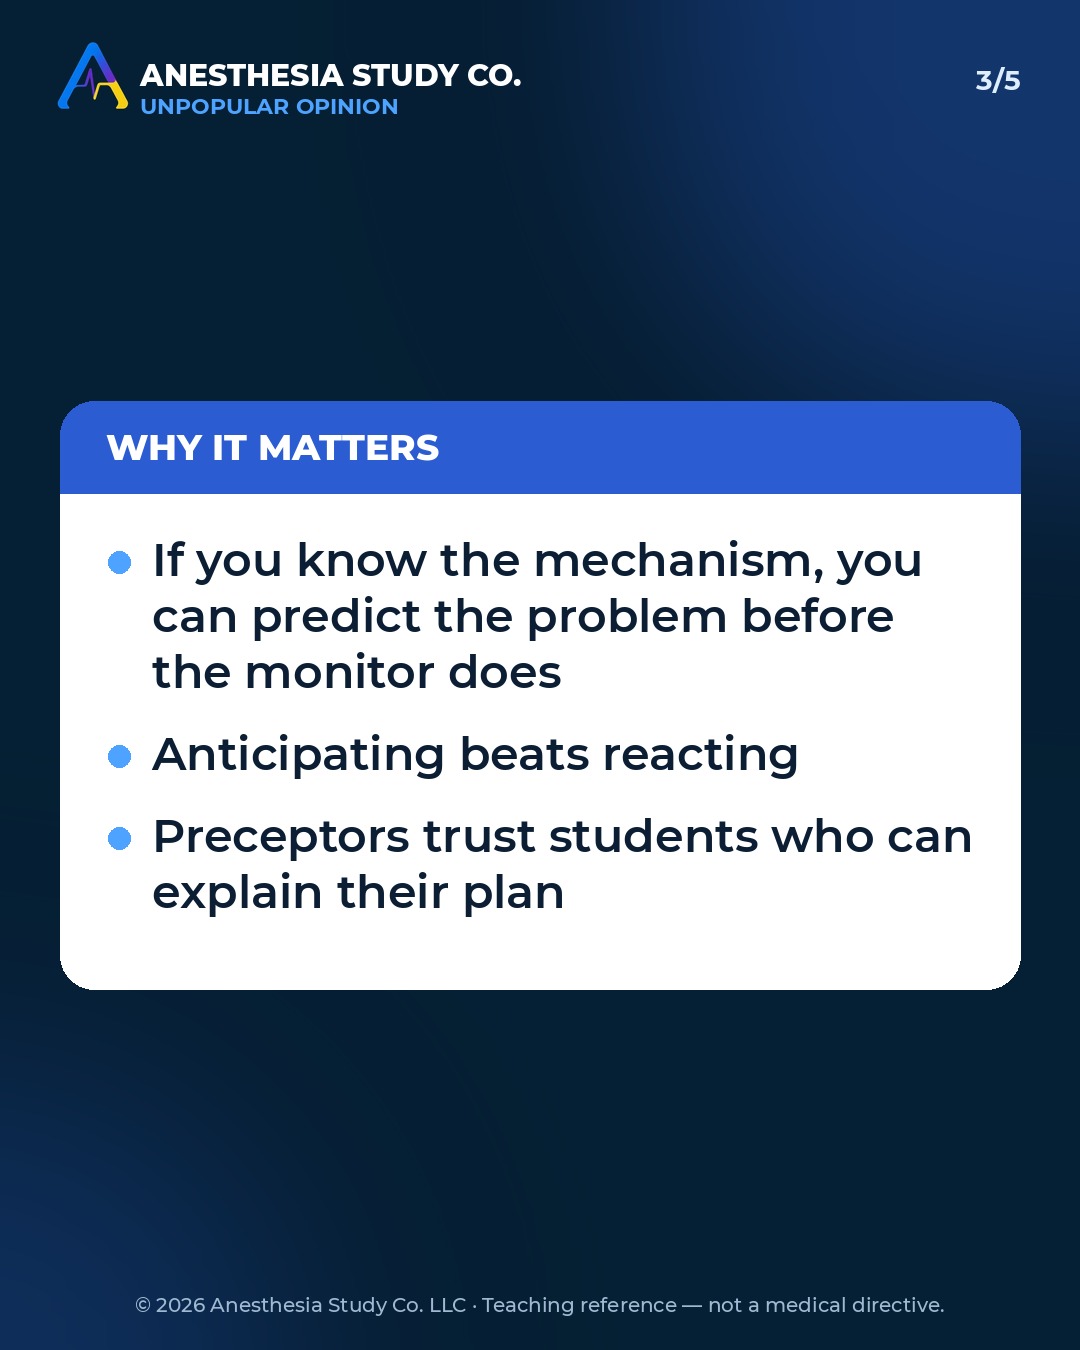 ANESTHESIA STUDY CO.
UNPOPULAR OPINION
3/5
WHY IT MATTERS
If you know the mechanism, you
can predict the problem before
the monitor does
Anticipating beats reacting
Preceptors trust students who can
explain their plan
© 2026 Anesthesia Study Co. LLC · Teaching reference — not a medical directive.